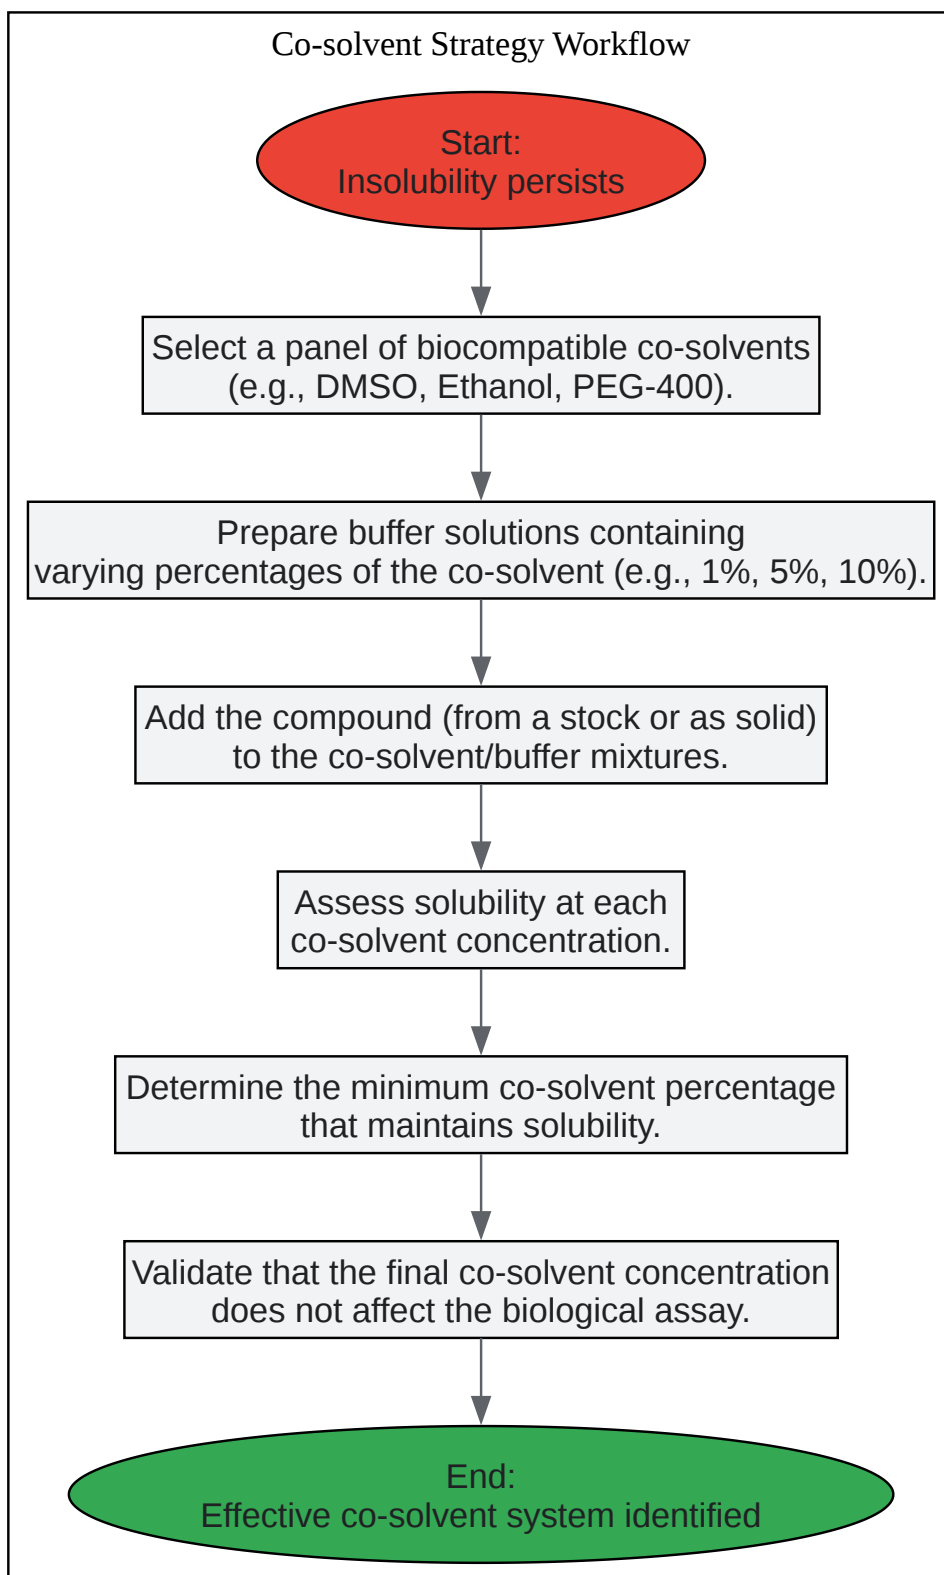 Co-solvent Strategy Workflow
Start:
Insolubility persists
Select a panel of biocompatible co-solvents
(e.g., DMSO, Ethanol, PEG-400).
Prepare buffer solutions containing
varying percentages of the co-solvent (e.g., 1%, 5%, 10%).
Add the compound (from a stock or as solid)
to the co-solvent/buffer mixtures.
Assess solubility at each
co-solvent concentration.
Determine the minimum co-solvent percentage
that maintains solubility.
Validate that the final co-solvent concentration
does not affect the biological assay.
End:
Effective co-solvent system identified